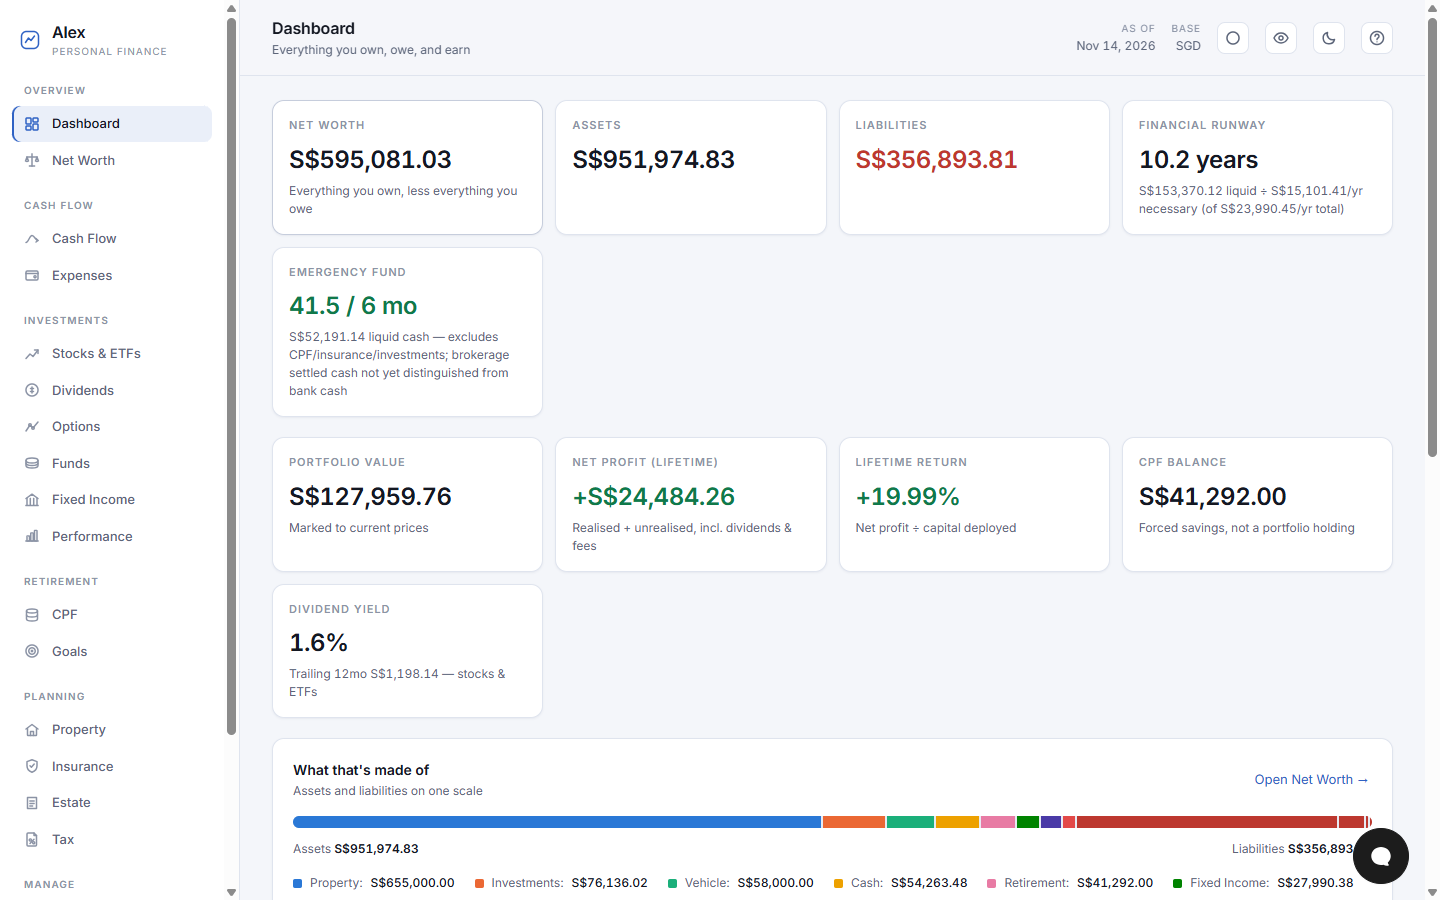 Alex
PERSONAL FINANCE
OVERVIEW
Dashboard
Net Worth
CASH FLOW
Cash Flow
Expenses
INVESTMENTS
Stocks & ETFs
Dividends
Options
Funds
Fixed Income
Performance
RETIREMENT
CPF
Goals
PLANNING
Property
Insurance
Estate
Tax
MANAGE
Dashboard
Everything you own, owe, and earn
AS OF
Nov 14, 2026
BASE
SGD
NET WORTH
S$595,081.03
Everything you own, less everything you
owe
ASSETS
S$951,974.83
LIABILITIES
S$356,893.81
FINANCIAL RUNWAY
10.2 years
S$153,370.12 liquid ÷ S$15,101.41/yr
necessary (of S$23,990.45/yr total)
EMERGENCY FUND
41.5 / 6 mo
S$52,191.14 liquid cash — excludes
CPF/insurance/investments; brokerage
settled cash not yet distinguished from
bank cash
PORTFOLIO VALUE
S$127,959.76
Marked to current prices
NET PROFIT (LIFETIME)
+S$24,484.26
Realised + unrealised, incl. dividends &
fees
LIFETIME RETURN
+19.99%
Net profit ÷ capital deployed
CPF BALANCE
S$41,292.00
Forced savings, not a portfolio holding
DIVIDEND YIELD
1.6%
Trailing 12mo S$1,198.14 — stocks &
ETFs
What that's made of
Assets and liabilities on one scale
Open Net Worth →
Assets S$951,974.83
Liabilities S$356,893
Property: S$655,000.00
Investments: S$76,136.02
Vehicle: S$58,000.00
Cash: S$54,263.48
Retirement: S$41,292.00
Fixed Income: S$27,990.38